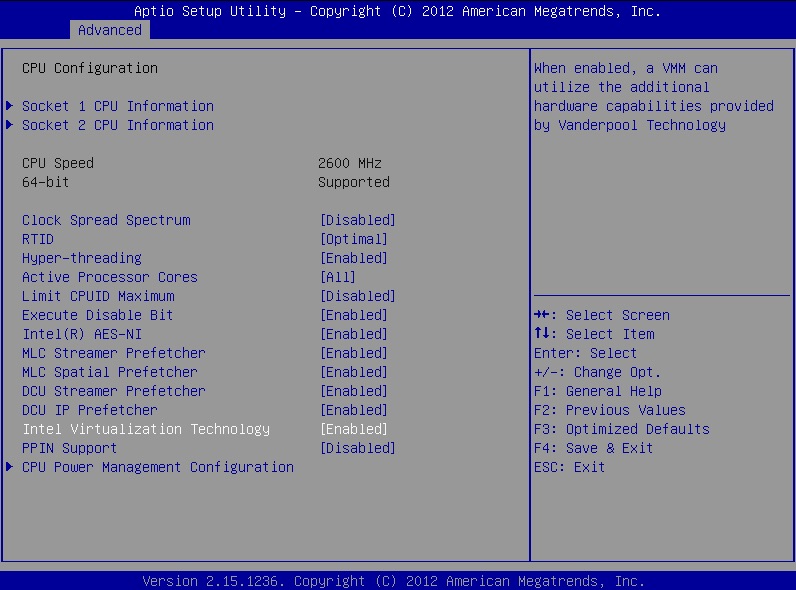 Aptio Setup Utility – Copyright (C) 2012 American Megatrends, Inc.
Advanced
CPU Configuration
Socket 1 CPU Information
Socket 2 CPU Information
CPU Speed 2600 MHz
64-bit Supported
Clock Spread Spectrum [Disabled]
RTID [Optimal]
Hyper-threading [Enabled]
Active Processor Cores [All]
Limit CPUID Maximum [Disabled]
Execute Disable Bit [Enabled]
Intel(R) AES-NI [Enabled]
MLC Streamer Prefetcher [Enabled]
MLC Spatial Prefetcher [Enabled]
DCU Streamer Prefetcher [Enabled]
DCU IP Prefetcher [Enabled]
Intel Virtualization Technology [Enabled]
PPIN Support [Disabled]
CPU Power Management Configuration
When enabled, a VMM can
utilize the additional
hardware capabilities provided
by Vanderpool Technology
→←: Select Screen
↑↓: Select Item
Enter: Select
+/-: Change Opt.
F1: General Help
F2: Previous Values
F3: Optimized Defaults
F4: Save & Exit
ESC: Exit
Version 2.15.1236. Copyright (C) 2012 American Megatrends, Inc.